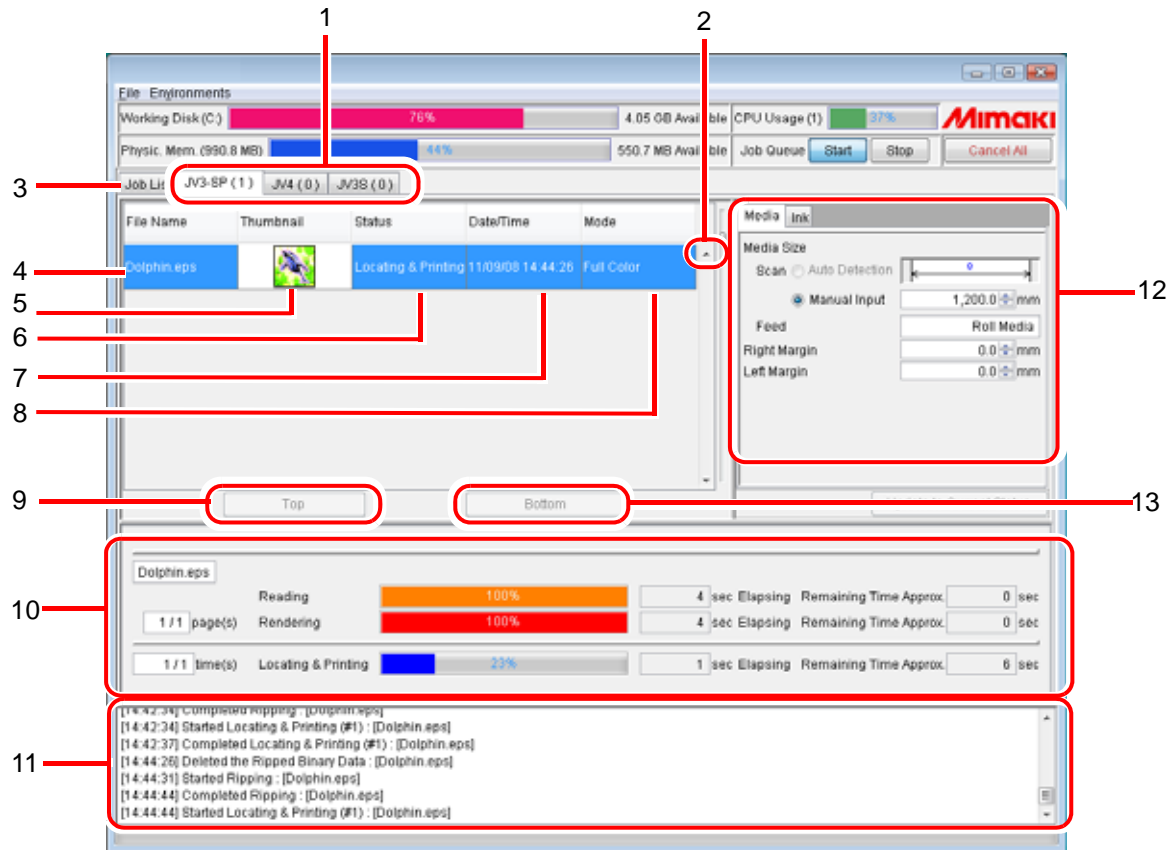 1
2
File Environments
Working Disk (C:) 76% 4.05 GB Available CPU Usage (1) 37% Mimaki
Physic. Mem. (990.8 MB) 44% 550.7 MB Available Job Queue Start Stop Cancel All
3 Job Lis JV3-SP ( 1 ) JV4 ( 0 ) JV3S ( 0 )
File Name Thumbnail Status Date/Time Mode
Media Ink
Media Size
4 Dolphin.eps Locating & Printing 11/09/08 14:44:26 Full Color
Scan Auto Detection 0
5
Manual Input 1,200.0 mm
12
6
Feed Roll Media
7
Right Margin 0.0 mm
8
Left Margin 0.0 mm
9 Top Bottom 13
10
Dolphin.eps
Reading 100% 4 sec Elapsing Remaining Time Approx. 0 sec
1 / 1 page(s) Rendering 100% 4 sec Elapsing Remaining Time Approx. 0 sec
1 / 1 time(s) Locating & Printing 23% 1 sec Elapsing Remaining Time Approx. 6 sec
11
[14:42:34] Completed Ripping : [Dolphin.eps]
[14:42:34] Started Locating & Printing (#1) : [Dolphin.eps]
[14:42:37] Completed Locating & Printing (#1) : [Dolphin.eps]
[14:44:26] Deleted the Ripped Binary Data : [Dolphin.eps]
[14:44:31] Started Ripping : [Dolphin.eps]
[14:44:44] Completed Ripping : [Dolphin.eps]
[14:44:44] Started Locating & Printing (#1) : [Dolphin.eps]